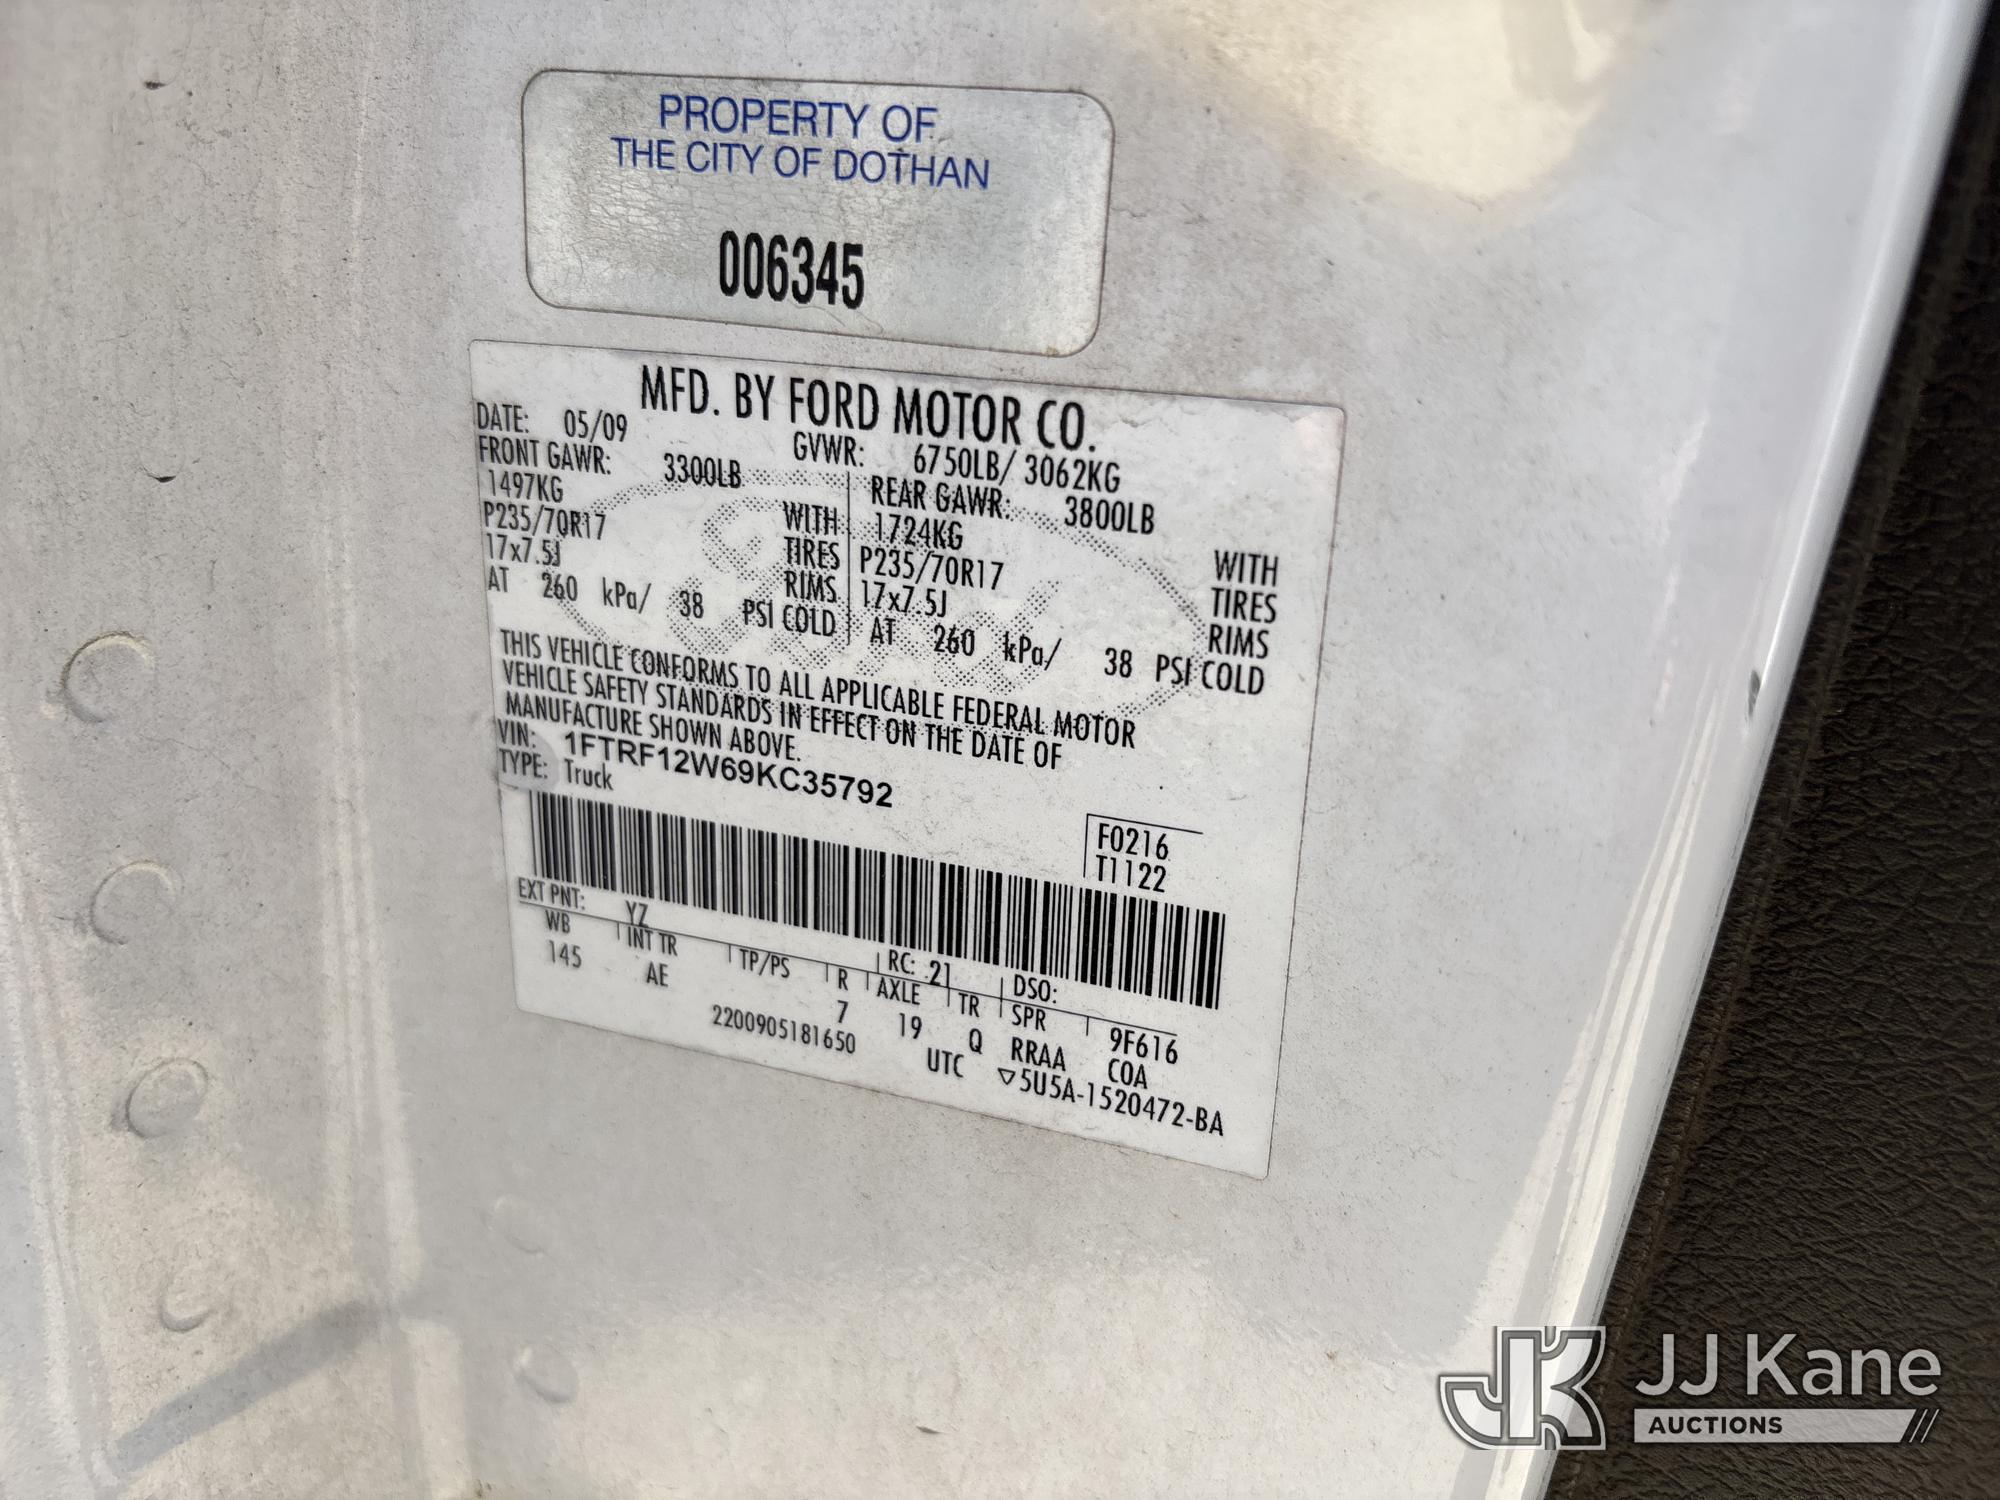 PROPERTY OF
THE CITY OF DOTHAN
006345
MFD. BY FORD MOTOR CO.
DATE: 05/09 GVWR: 6750LB/ 3062KG
FRONT GAWR: 3300LB REAR GAWR: 3800LB
1497KG WITH 1724KG WITH
P235/70R17 TIRES P235/70R17 TIRES
17x7.5J RIMS 17x7.5J RIMS
AT 260 kPa/ 38 PSI COLD AT 260 kPa/ 38 PSI COLD
THIS VEHICLE CONFORMS TO ALL APPLICABLE FEDERAL MOTOR
VEHICLE SAFETY STANDARDS IN EFFECT ON THE DATE OF
MANUFACTURE SHOWN ABOVE.
VIN: 1FTRF12W69KC35792
TYPE: Truck
F0216
T1122
EXT PNT: YZ RC: 21 DSO:
WB INT TR TP/PS R AXLE TR SPR 9F616
145 AE 7 19 Q RRAA COA
2200905181650 UTC ▽5U5A-1520472-BA
JK JJ Kane
AUCTIONS